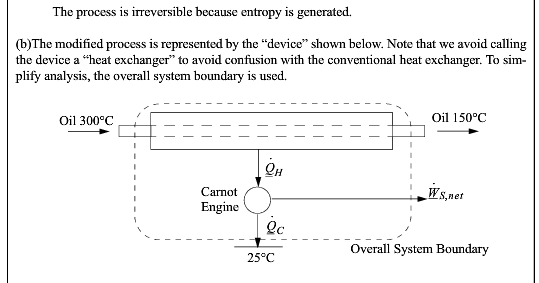 The process is irreversible because entropy is generated.
(b)The modified process is represented by the “device” shown below. Note that we avoid calling
the device a “heat exchanger” to avoid confusion with the conventional heat exchanger. To sim-
plify analysis, the overall system boundary is used.
Oil 300°C
Oil 150°C
Q̇H
Carnot
Engine
ẆS,net
Q̇C
Overall System Boundary
25°C